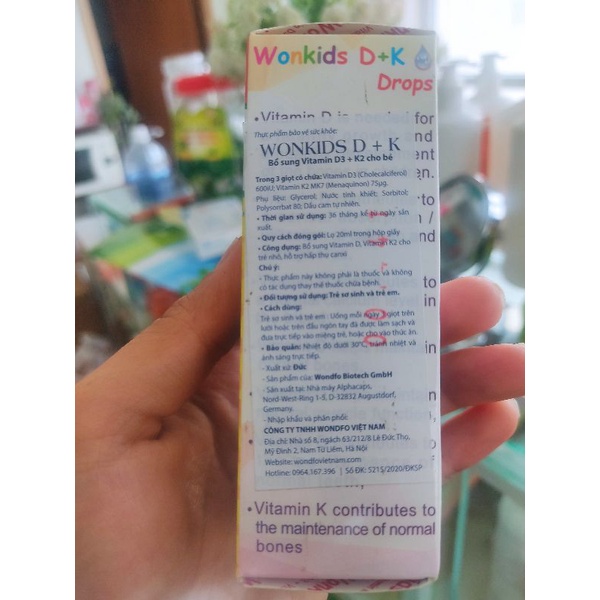 Wonkids D+K
Drops
• Vitamin D is needed for
Thực phẩm bảo vệ sức khỏe:
WONKIDS D + K
Bổ sung Vitamin D3 + K2 cho bé
Trong 3 giọt có chứa: Vitamin D3 (Cholecalciferol)
600IU; Vitamin K2 MK7 (Menaquinon) 75µg.
Phụ liệu: Glycerol; Nước tinh khiết; Sorbitol;
Polysorrbat 80; Dầu cam tự nhiên.
• Thời gian sử dụng: 36 tháng kể từ ngày sản
xuất.
• Quy cách đóng gói: Lọ 20ml trong hộp giấy
• Công dụng: Bổ sung Vitamin D, Vitamin K2 cho
trẻ nhỏ, hỗ trợ hấp thu canxi
Chú ý:
- Thực phẩm này không phải là thuốc và không
có tác dụng thay thế thuốc chữa bệnh.
• Đối tượng sử dụng: Trẻ sơ sinh và trẻ em.
• Cách dùng:
Trẻ sơ sinh và trẻ em : Uống mỗi ngày giọt trên
lưỡi hoặc trên đầu ngón tay đã được làm sạch và
đưa trực tiếp vào miệng trẻ, hoặc cho vào thức ăn.
• Bảo quản: Nhiệt độ dưới 30°C, tránh nhiệt và
ánh sáng trực tiếp.
- Xuất xứ: Đức
- Sản phẩm của: Wondfo Biotech GmbH
- Sản xuất tại: Nhà máy Alphacaps,
Nord-West-Ring 1-5, D-32832 Augustdorf,
Germany.
- Nhập khẩu và phân phối:
CÔNG TY TNHH WONDFO VIỆT NAM
Địa chỉ: Nhà số 8, ngách 63/212/8 Lê Đức Thọ,
Mỹ Đình 2, Nam Từ Liêm, Hà Nội
Website: wondfovietnam.com
Hotline: 0964.167.396 | Số ĐK: 5215/2020/ĐKSP
• Vitamin K contributes to
the maintenance of normal
bones